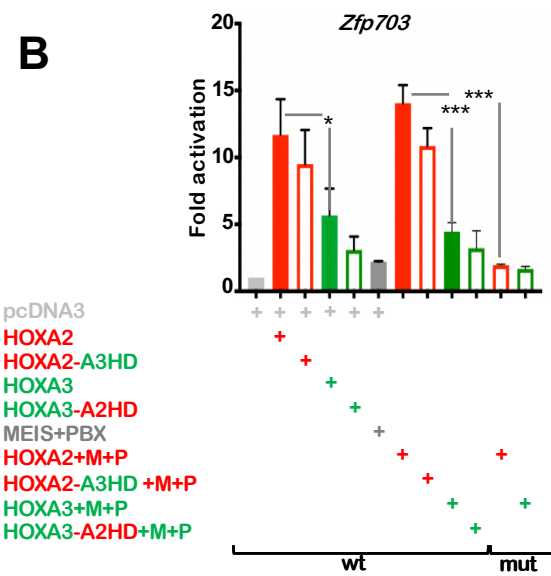 B
Zfp703
Fold activation
20
15
10
5
0
*
***
***
pcDNA3 + + + + + +
HOXA2 +
HOXA2-A3HD +
HOXA3 +
HOXA3-A2HD +
MEIS+PBX +
HOXA2+M+P + +
HOXA2-A3HD +M+P +
HOXA3+M+P + +
HOXA3-A2HD+M+P +
wt mut